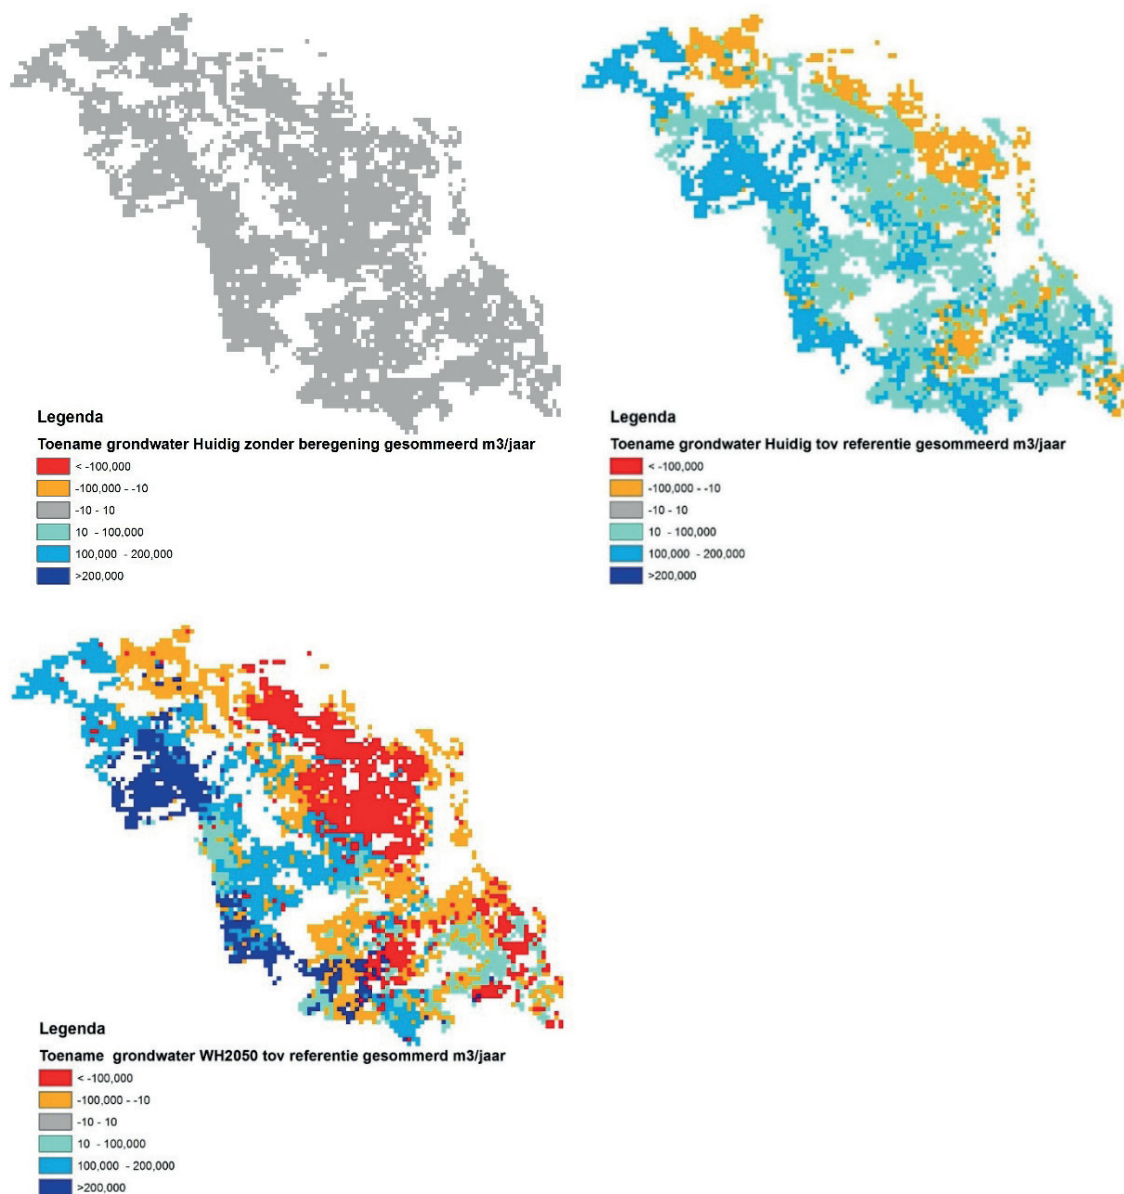 Legenda
Toename grondwater Huidig zonder beregening gesommeerd m3/jaar
< -100,000
-100,000 - -10
-10 - 10
10 - 100,000
100,000 - 200,000
>200,000
Legenda
Toename grondwater Huidig tov referentie gesommeerd m3/jaar
< -100,000
-100,000 - -10
-10 - 10
10 - 100,000
100,000 - 200,000
>200,000
Legenda
Toename grondwater WH2050 tov referentie gesommerd m3/jaar
< -100,000
-100,000 - -10
-10 - 10
10 - 100,000
100,000 - 200,000
>200,000